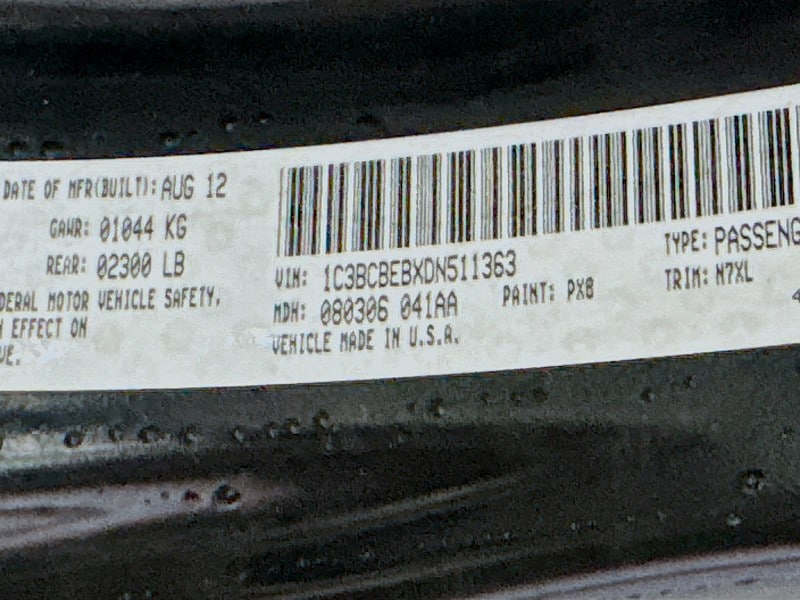 DATE OF MFR(BUILT): AUG 12
GAWR: 01044 KG
REAR: 02300 LB
DERAL MOTOR VEHICLE SAFETY,
EFFECT ON
VE.
VIN: 1C3BCBEBXDN511363
TYPE: PASSENG
MDH: 080306 041AA
PAINT: PX8
TRIM: M7XL
VEHICLE MADE IN U.S.A.
4